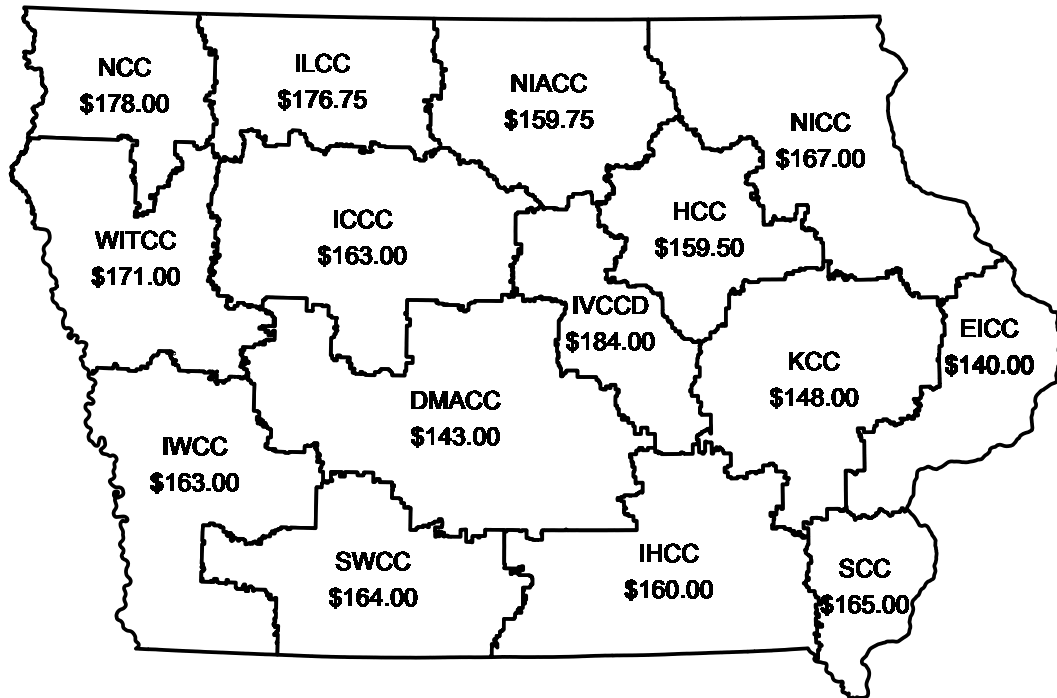 NCC
$178.00
ILCC
$176.75
NIACC
$159.75
NICC
$167.00
WITCC
$171.00
ICCC
$163.00
HCC
$159.50
IVCCD
$184.00
EICC
$140.00
KCC
$148.00
DMACC
$143.00
IWCC
$163.00
SWCC
$164.00
IHCC
$160.00
SCC
$165.00